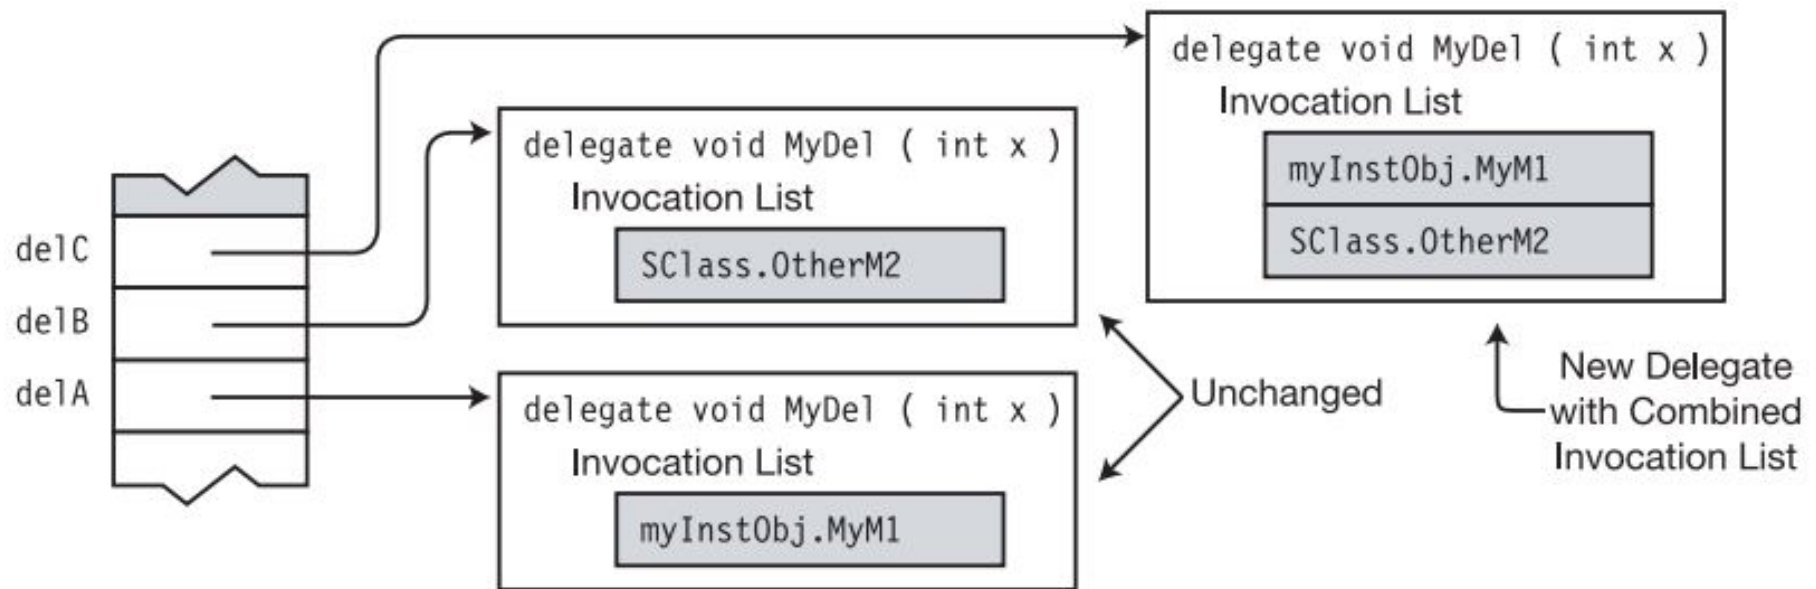 delegate void MyDel ( int x )
Invocation List
myInstObj.MyM1
SClass.OtherM2
delegate void MyDel ( int x )
Invocation List
SClass.OtherM2
delC
delB
delA
delegate void MyDel ( int x )
Invocation List
myInstObj.MyM1
Unchanged
New Delegate
with Combined
Invocation List